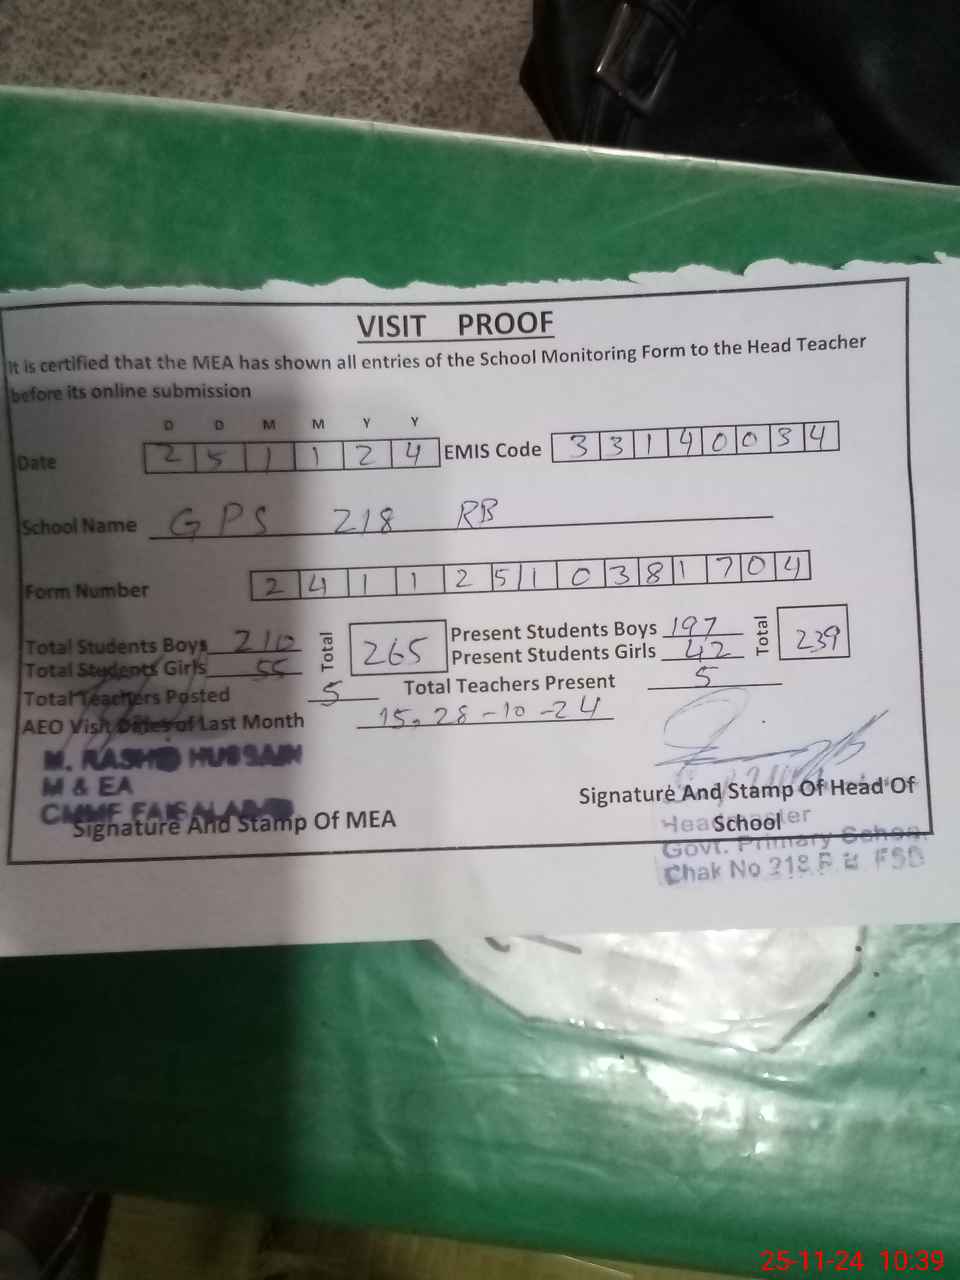 VISIT PROOF
It is certified that the MEA has shown all entries of the School Monitoring Form to the Head Teacher
before its online submission
D D M M Y Y
Date 2 5 1 1 2 4 EMIS Code 3 3 1 4 0 0 3 4
School Name GPS 218 RB
Form Number 2 4 1 1 2 5 1 0 3 8 1 7 0 4
Total Students Boys 210 Total 265 Present Students Boys 197 Total 239
Total Students Girls 55 Present Students Girls 42
Total Teachers Posted 5 Total Teachers Present 5
AEO Visit Dates of Last Month 15, 28-10-24
M. RASHID HUSSAIN
M & EA
CMMF FAISALABAD
Signature And Stamp Of MEA
Signature And Stamp Of Head Of
School
Headmaster
Govt. Primary School
Chak No 218 R B FSD
25-11-24 10:39